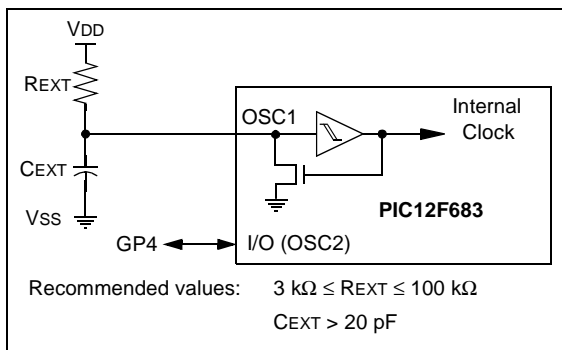 VDD
REXT
OSC1
Internal
Clock
CEXT
PIC12F683
VSS
GP4
I/O (OSC2)
Recommended values: 3 kΩ ≤ REXT ≤ 100 kΩ
CEXT > 20 pF